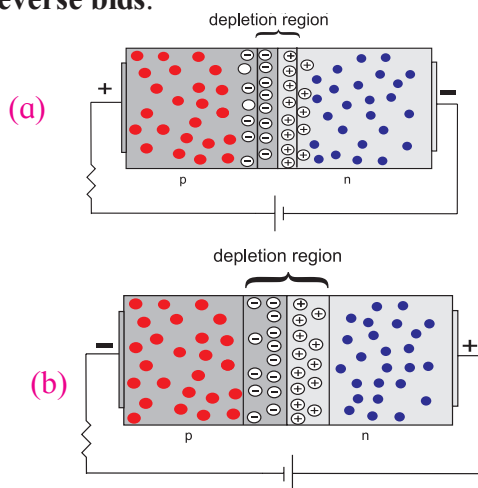 everse bias.
depletion region
+
−
(a)
p
n
depletion region
−
+
(b)
p
n